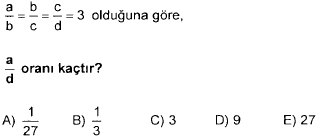 a/b = b/c = c/d = 3 olduğuna göre,
a/d oranı kaçtır?
A) 1/27 B) 1/3 C) 3 D) 9 E) 27